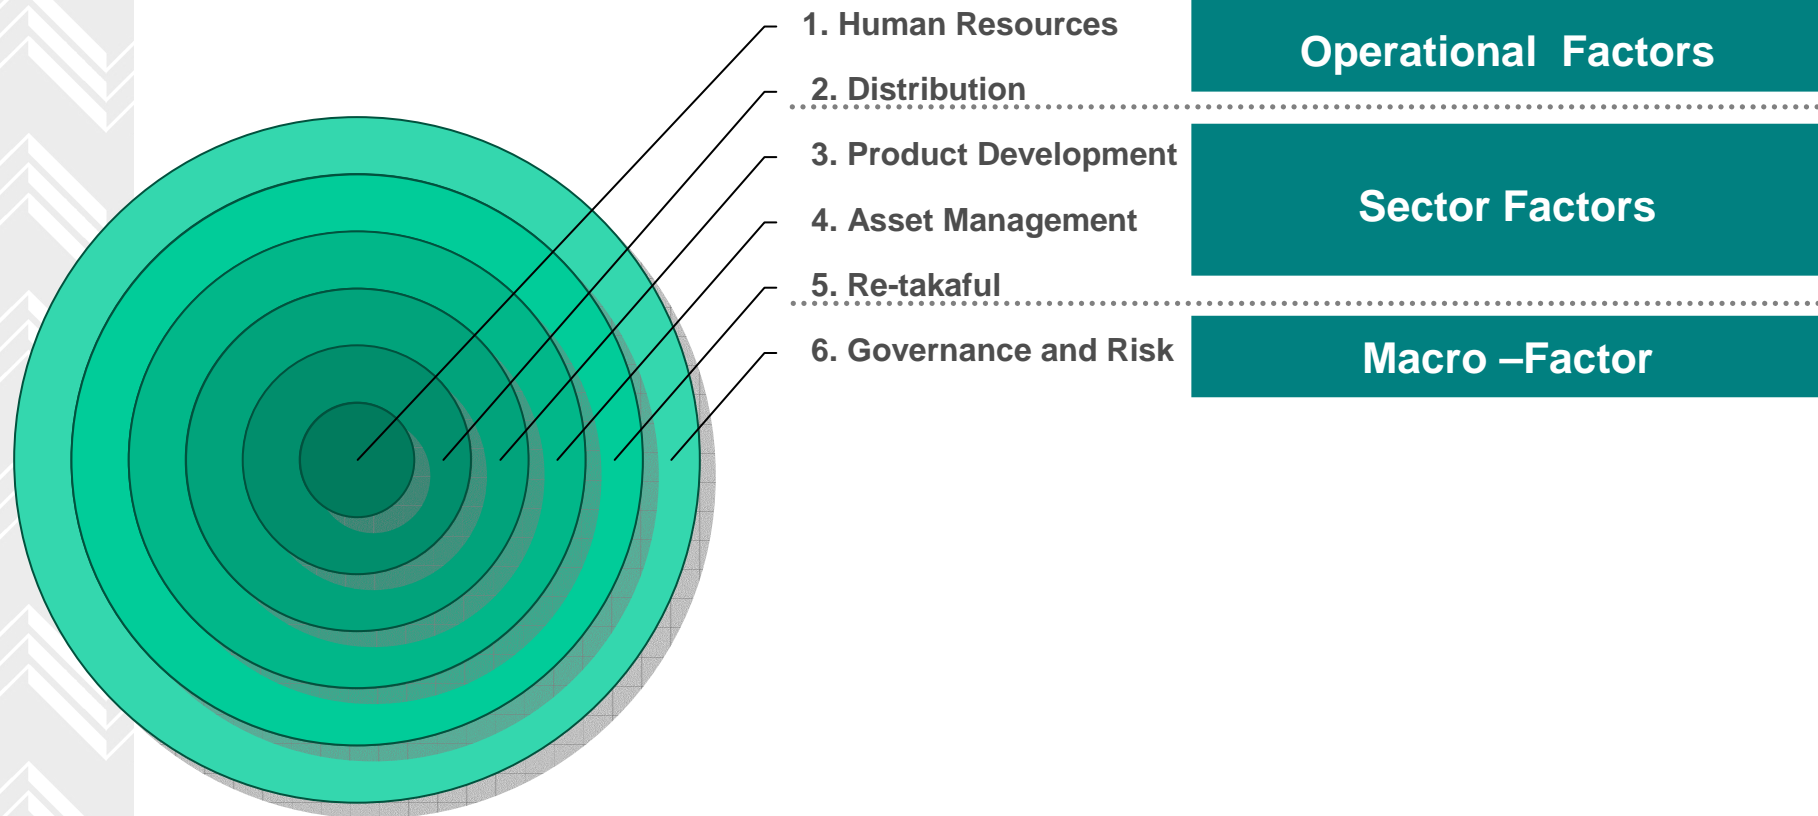 1. Human Resources
Operational Factors
2. Distribution
3. Product Development
Sector Factors
4. Asset Management
5. Re-takaful
6. Governance and Risk
Macro –Factor